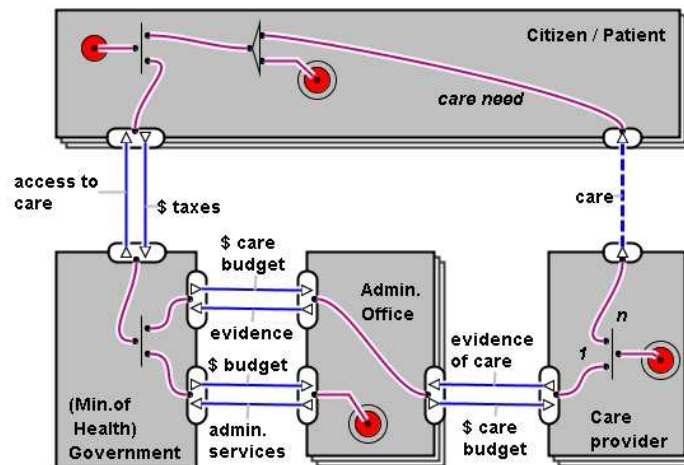 Citizen / Patient
care need
access to
care
$ taxes
care
$ care
budget
evidence
$ budget
admin.
services
Admin.
Office
evidence
of care
$ care
budget
n
1
(Min.of
Health)
Government
Care
provider